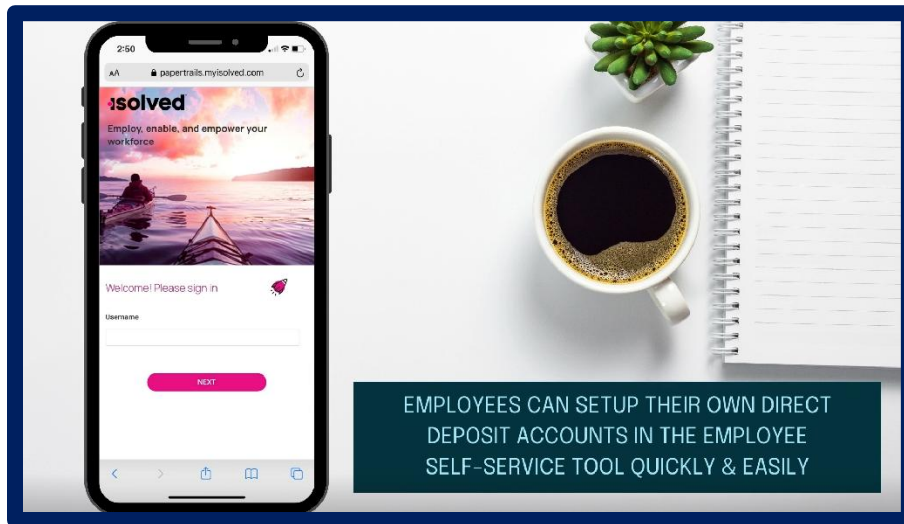 2:50
AA papertrails.myisolved.com
isolved
Employ, enable, and empower your
workforce
Welcome! Please sign in
Username
NEXT
EMPLOYEES CAN SETUP THEIR OWN DIRECT
DEPOSIT ACCOUNTS IN THE EMPLOYEE
SELF-SERVICE TOOL QUICKLY & EASILY